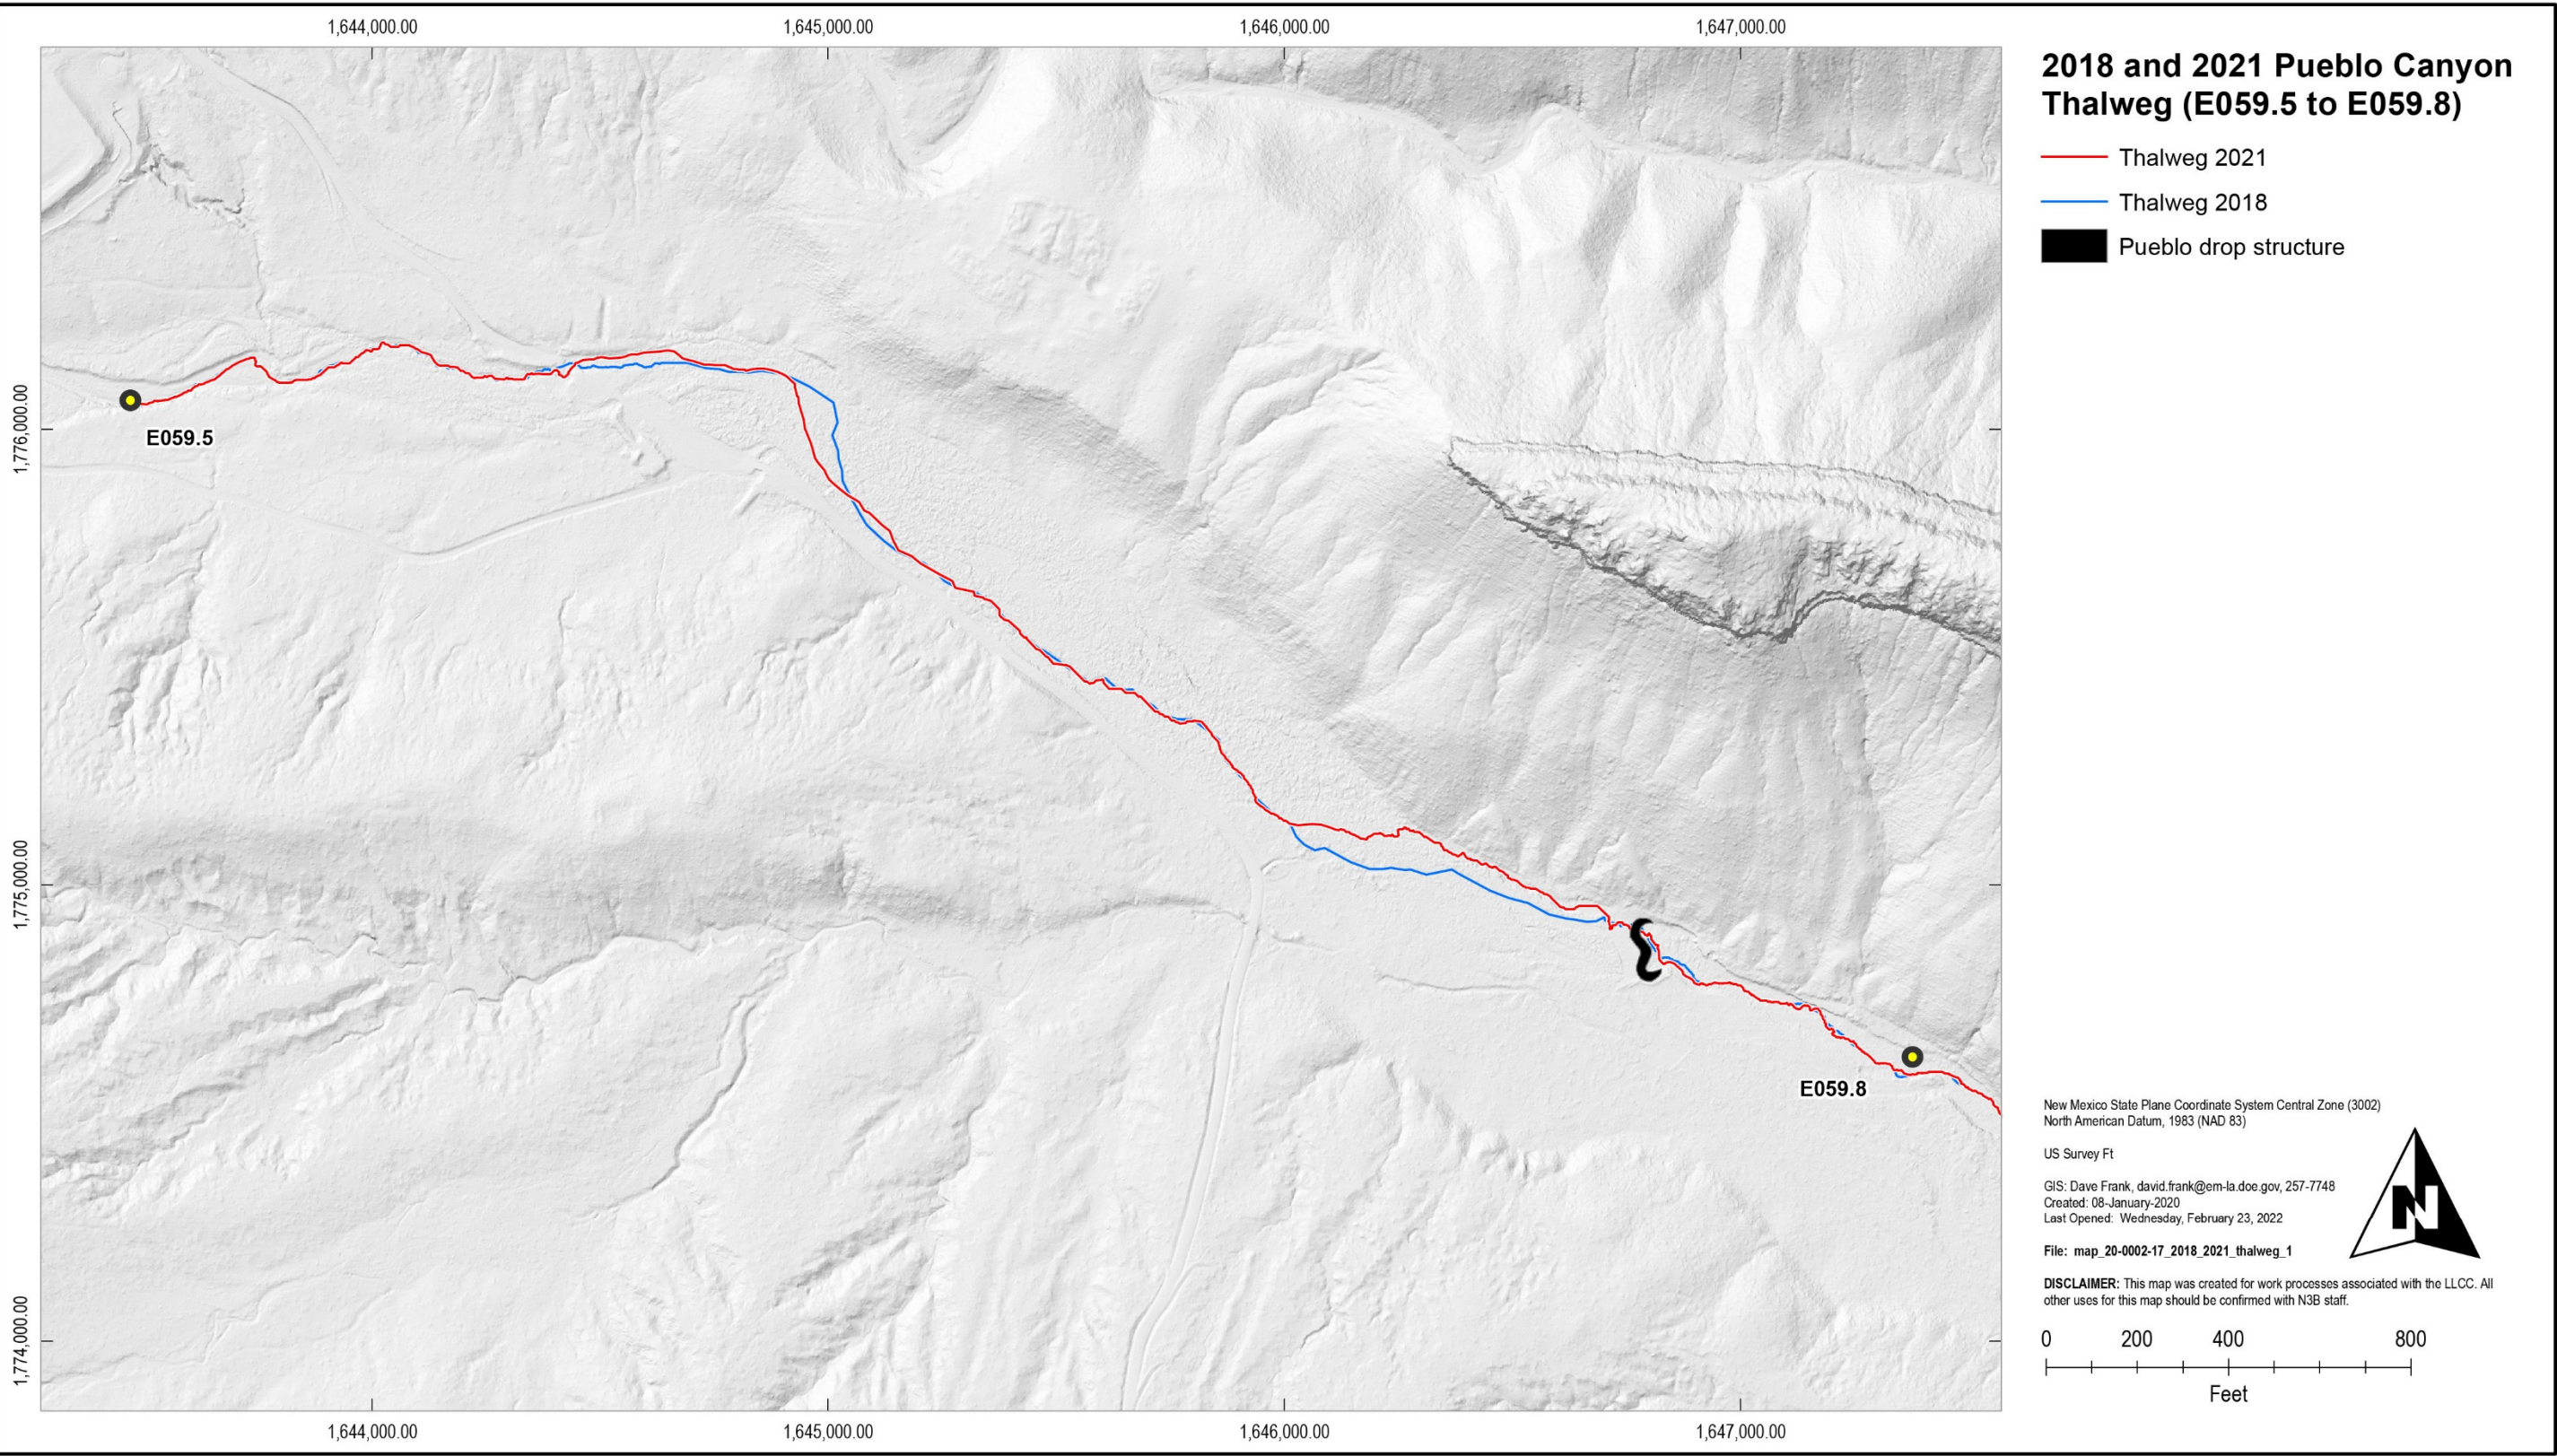 1,644,000.00
1,645,000.00
1,646,000.00
1,647,000.00
2018 and 2021 Pueblo Canyon
Thalweg (E059.5 to E059.8)
Thalweg 2021
Thalweg 2018
Pueblo drop structure
1,776,000.00
E059.5
1,775,000.00
E059.8
1,774,000.00
New Mexico State Plane Coordinate System Central Zone (3002)
North American Datum, 1983 (NAD 83)
US Survey Ft
GIS: Dave Frank, david.frank@em-la.doe.gov, 257-7748
Created: 08-January-2020
Last Opened: Wednesday, February 23, 2022
File: map_20-0002-17_2018_2021_thalweg_1
N
DISCLAIMER: This map was created for work processes associated with the LLCC. All
other uses for this map should be confirmed with N3B staff.
0 200 400 800
Feet
1,644,000.00
1,645,000.00
1,646,000.00
1,647,000.00